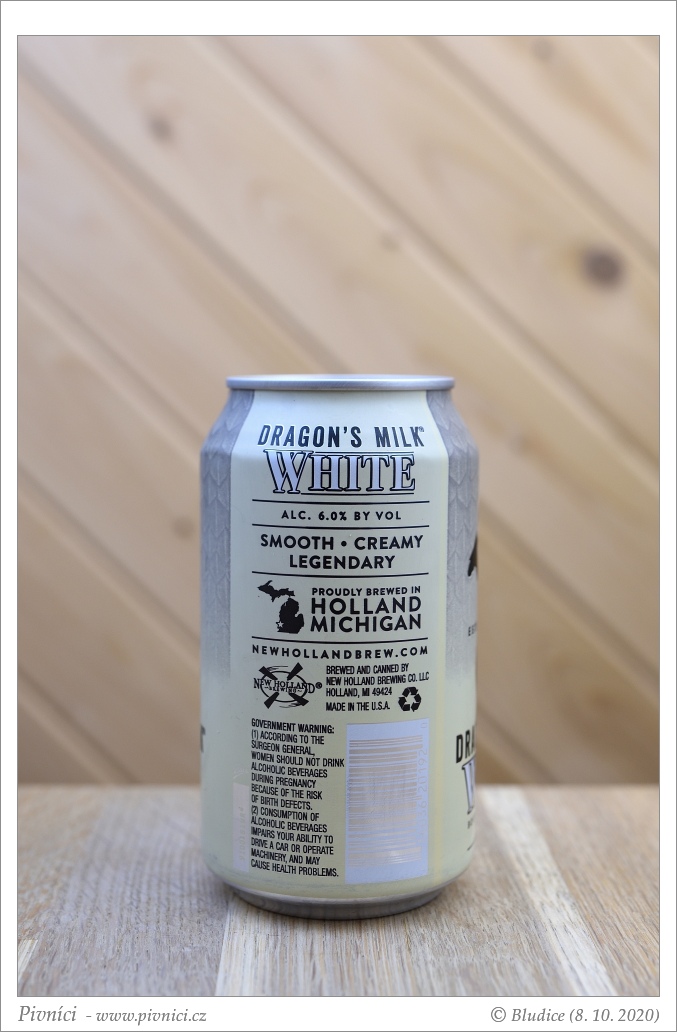 DRAGON'S MILK®
WHITE
ALC. 6.0% BY VOL
SMOOTH • CREAMY
LEGENDARY
PROUDLY BREWED IN
HOLLAND
MICHIGAN
NEWHOLLANDBREW.COM
NEW HOLLAND®
BREWING
BREWED AND CANNED BY
NEW HOLLAND BREWING CO. LLC
HOLLAND, MI 49424
MADE IN THE U.S.A.
GOVERNMENT WARNING:
(1) ACCORDING TO THE
SURGEON GENERAL,
WOMEN SHOULD NOT DRINK
ALCOHOLIC BEVERAGES
DURING PREGNANCY
BECAUSE OF THE RISK
OF BIRTH DEFECTS.
(2) CONSUMPTION OF
ALCOHOLIC BEVERAGES
IMPAIRS YOUR ABILITY TO
DRIVE A CAR OR OPERATE
MACHINERY, AND MAY
CAUSE HEALTH PROBLEMS.
Pivníci - www.pivnici.cz
© Bludice (8. 10. 2020)